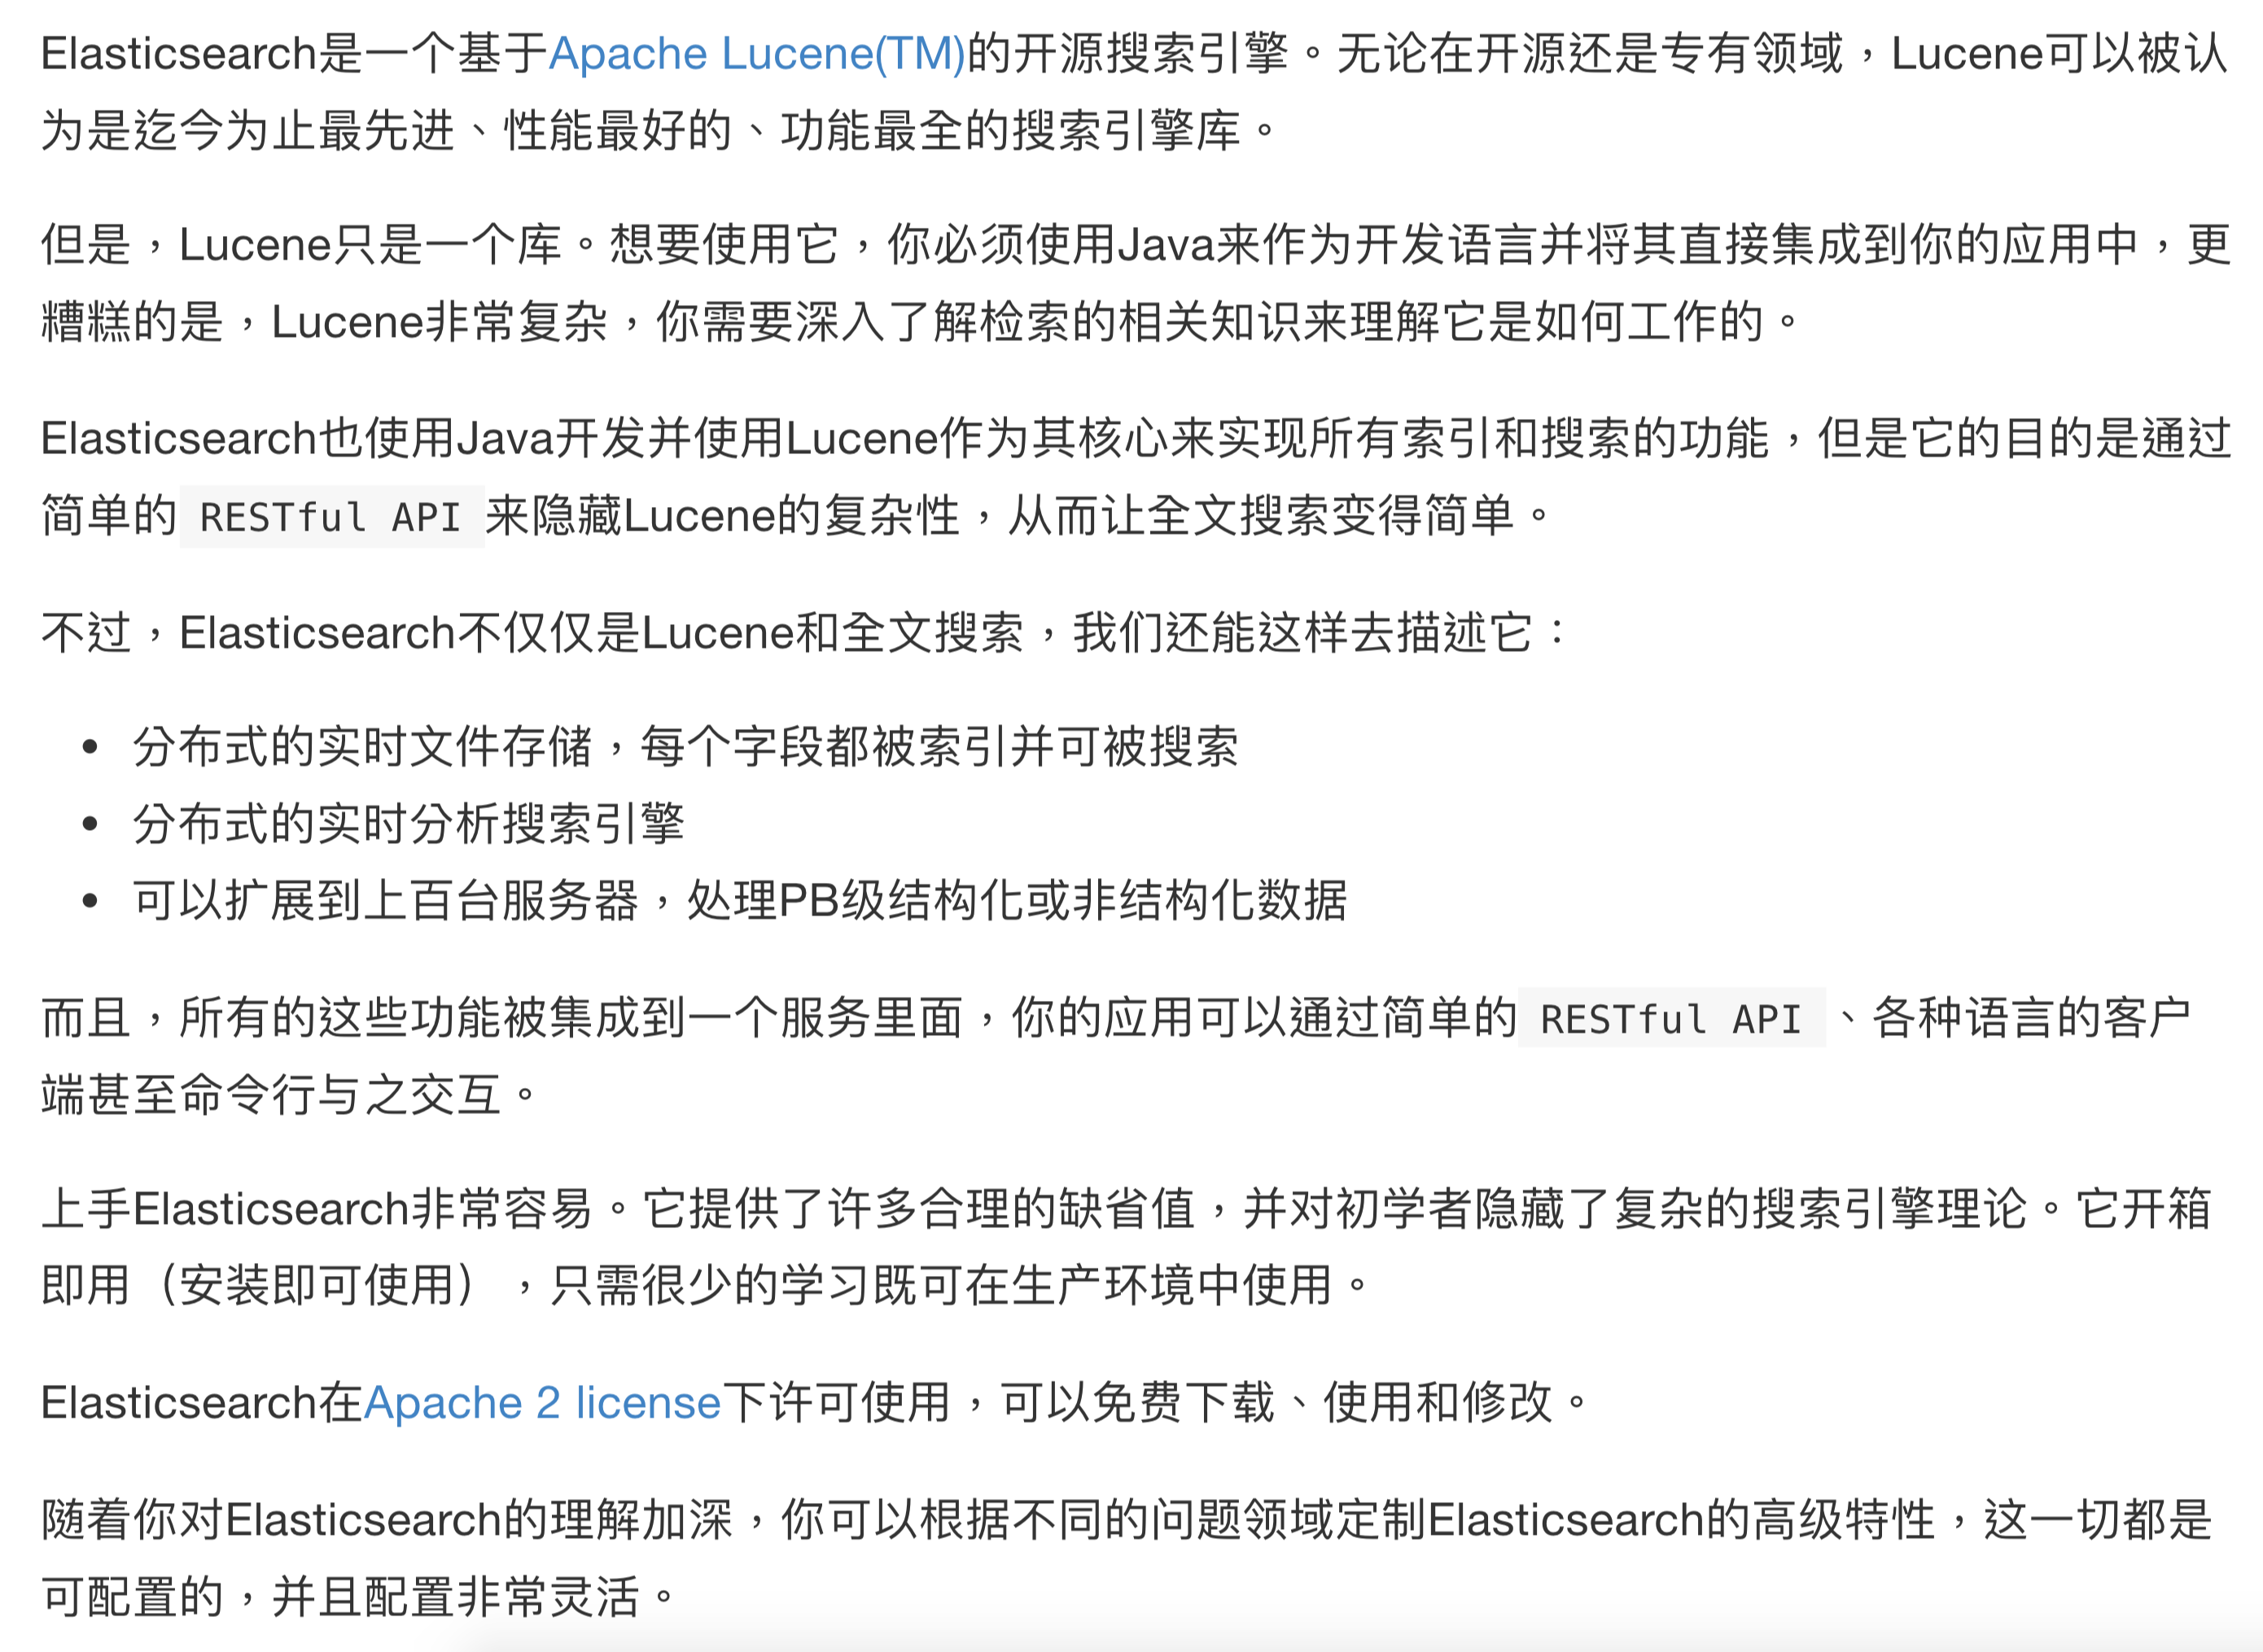 Elasticsearch是一个基于Apache Lucene(TM)的开源搜索引擎。无论在开源还是专有领域，Lucene可以被认
为是迄今为止最先进、性能最好的、功能最全的搜索引擎库。
但是，Lucene只是一个库。想要使用它，你必须使用Java来作为开发语言并将其直接集成到你的应用中，更
糟糕的是，Lucene非常复杂，你需要深入了解检索的相关知识来理解它是如何工作的。
Elasticsearch也使用Java开发并使用Lucene作为其核心来实现所有索引和搜索的功能，但是它的目的是通过
简单的 RESTful API 来隐藏Lucene的复杂性，从而让全文搜索变得简单。
不过，Elasticsearch不仅仅是Lucene和全文搜索，我们还能这样去描述它：
• 分布式的实时文件存储，每个字段都被索引并可被搜索
• 分布式的实时分析搜索引擎
• 可以扩展到上百台服务器，处理PB级结构化或非结构化数据
而且，所有的这些功能被集成到一个服务里面，你的应用可以通过简单的 RESTful API 、各种语言的客户
端甚至命令行与之交互。
上手Elasticsearch非常容易。它提供了许多合理的缺省值，并对初学者隐藏了复杂的搜索引擎理论。它开箱
即用（安装即可使用），只需很少的学习既可在生产环境中使用。
Elasticsearch在Apache 2 license下许可使用，可以免费下载、使用和修改。
随着你对Elasticsearch的理解加深，你可以根据不同的问题领域定制Elasticsearch的高级特性，这一切都是
可配置的，并且配置非常灵活。